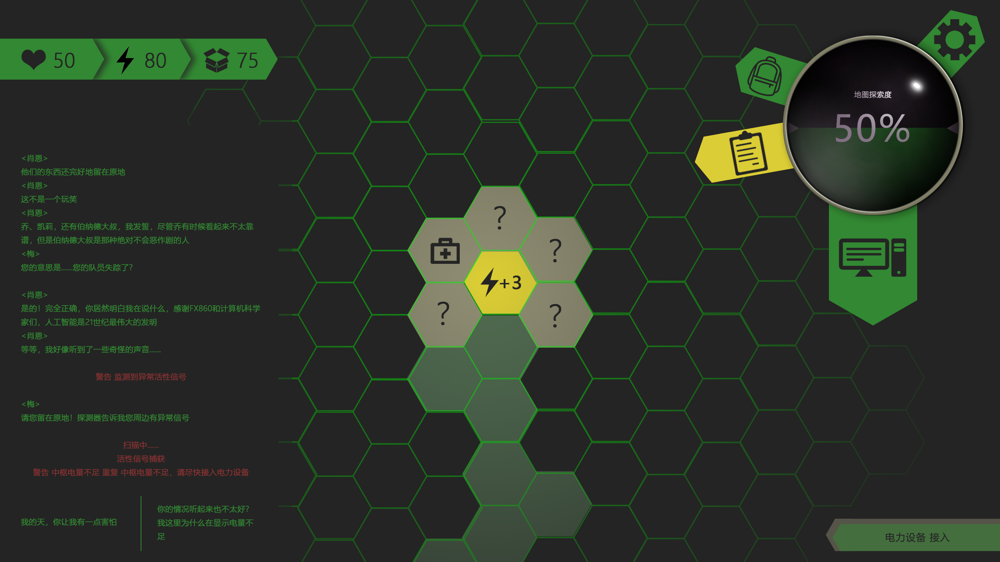 50
80
75
地图探索度
50%
<肖恩>
他们的东西还完好地留在原地
<肖恩>
这不是一个玩笑
<肖恩>
乔、凯莉，还有伯纳德大叔，我发誓，尽管乔有时候看起来不太靠
谱，但是伯纳德大叔是那种绝对不会恶作剧的人
<梅>
您的意思是......您的队员失踪了?
<肖恩>
是的！完全正确，你居然明白我在说什么，感谢FX860和计算机科学
家们，人工智能是21世纪最伟大的发明
<肖恩>
等等，我好像听到了一些奇怪的声音......
警告 监测到异常活性信号
<梅>
请您留在原地！探测器告诉我您周边有异常信号
扫描中......
活性信号捕获
警告 中枢电量不足 重复 中枢电量不足，请尽快接入电力设备
我的天，你让我有一点害怕
你的情况听起来也不太好?
我这里为什么在显示电量不
足
?
?
+3
?
?
电力设备 接入